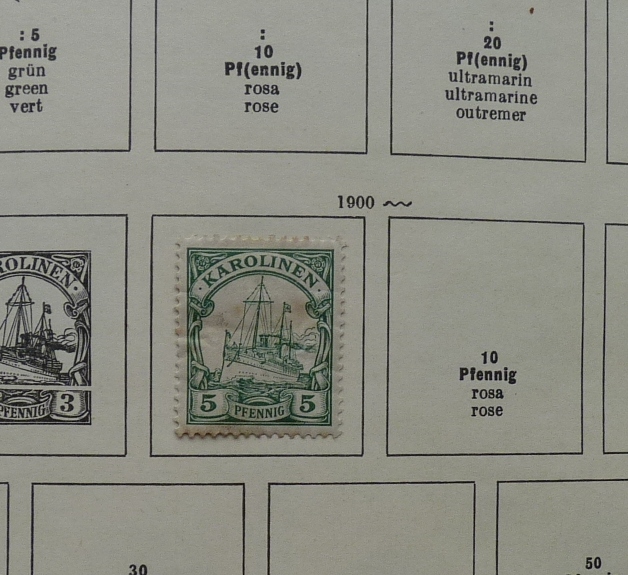 : 5
Pfennig
grün
green
vert
:
10
Pf(ennig)
rosa
rose
:
20
Pf(ennig)
ultramarin
ultramarine
outremer
1900
PFENNIG 3
KAROLINEN
5 PFENNIG 5
10
Pfennig
rosa
rose
30
50